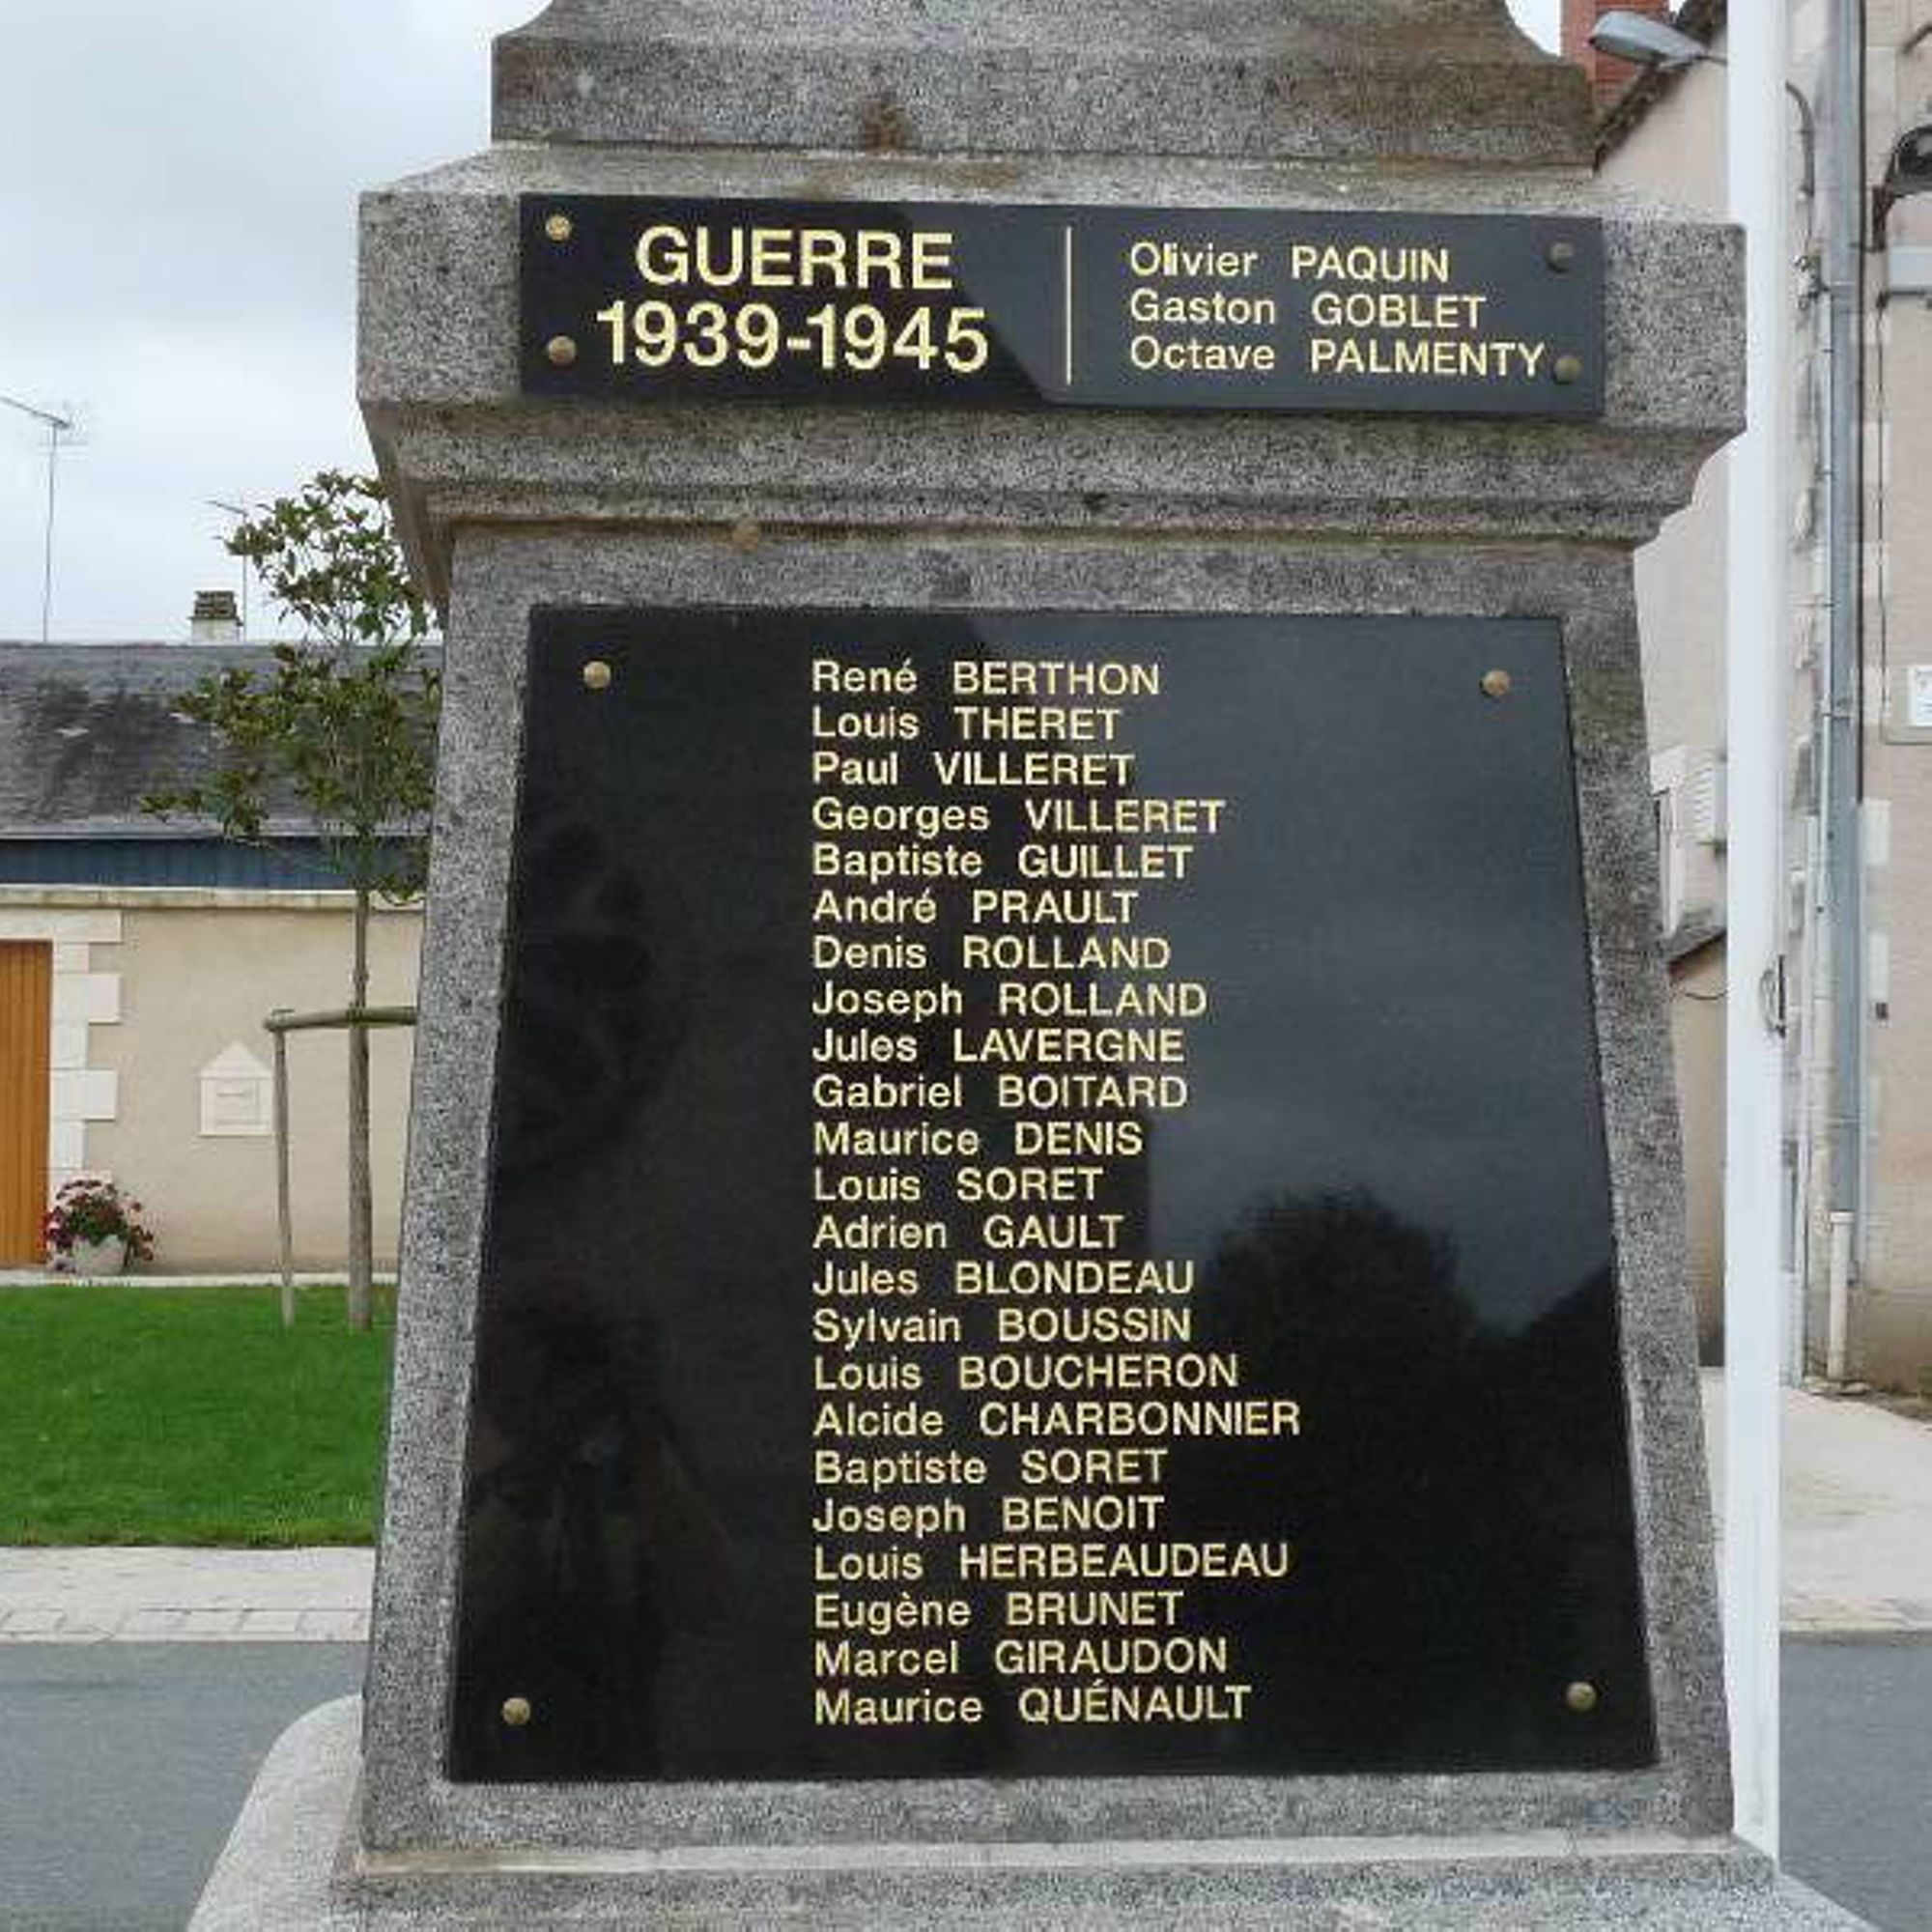 GUERRE
1939-1945
Olivier PAQUIN
Gaston GOBLET
Octave PALMENTY
René BERTHON
Louis THERET
Paul VILLERET
Georges VILLERET
Baptiste GUILLET
André PRAULT
Denis ROLLAND
Joseph ROLLAND
Jules LAVERGNE
Gabriel BOITARD
Maurice DENIS
Louis SORET
Adrien GAULT
Jules BLONDEAU
Sylvain BOUSSIN
Louis BOUCHERON
Alcide CHARBONNIER
Baptiste SORET
Joseph BENOIT
Louis HERBEAUDEAU
Eugène BRUNET
Marcel GIRAUDON
Maurice QUÉNAULT